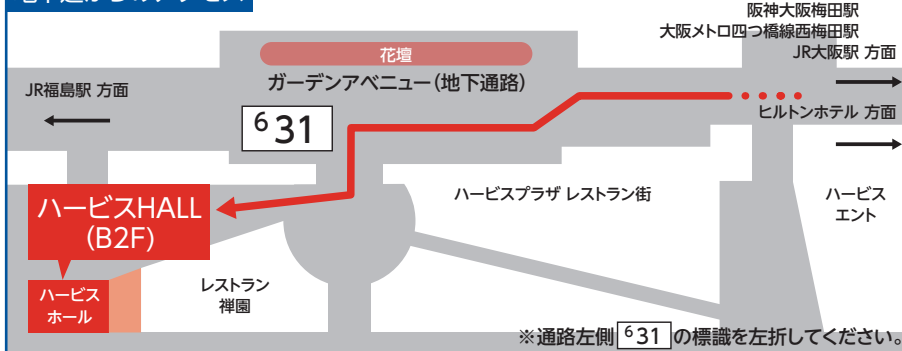 阪神大阪梅田駅
大阪メトロ四つ橋線西梅田駅
JR大阪駅 方面
花壇
ガーデンアベニュー(地下通路)
JR福島駅 方面
ヒルトンホテル 方面
631
ハービスHALL
(B2F)
ハービスプラザ レストラン街
ハービス
エント
レストラン
禅園
ハービス
ホール
※通路左側 631 の標識を左折してください。